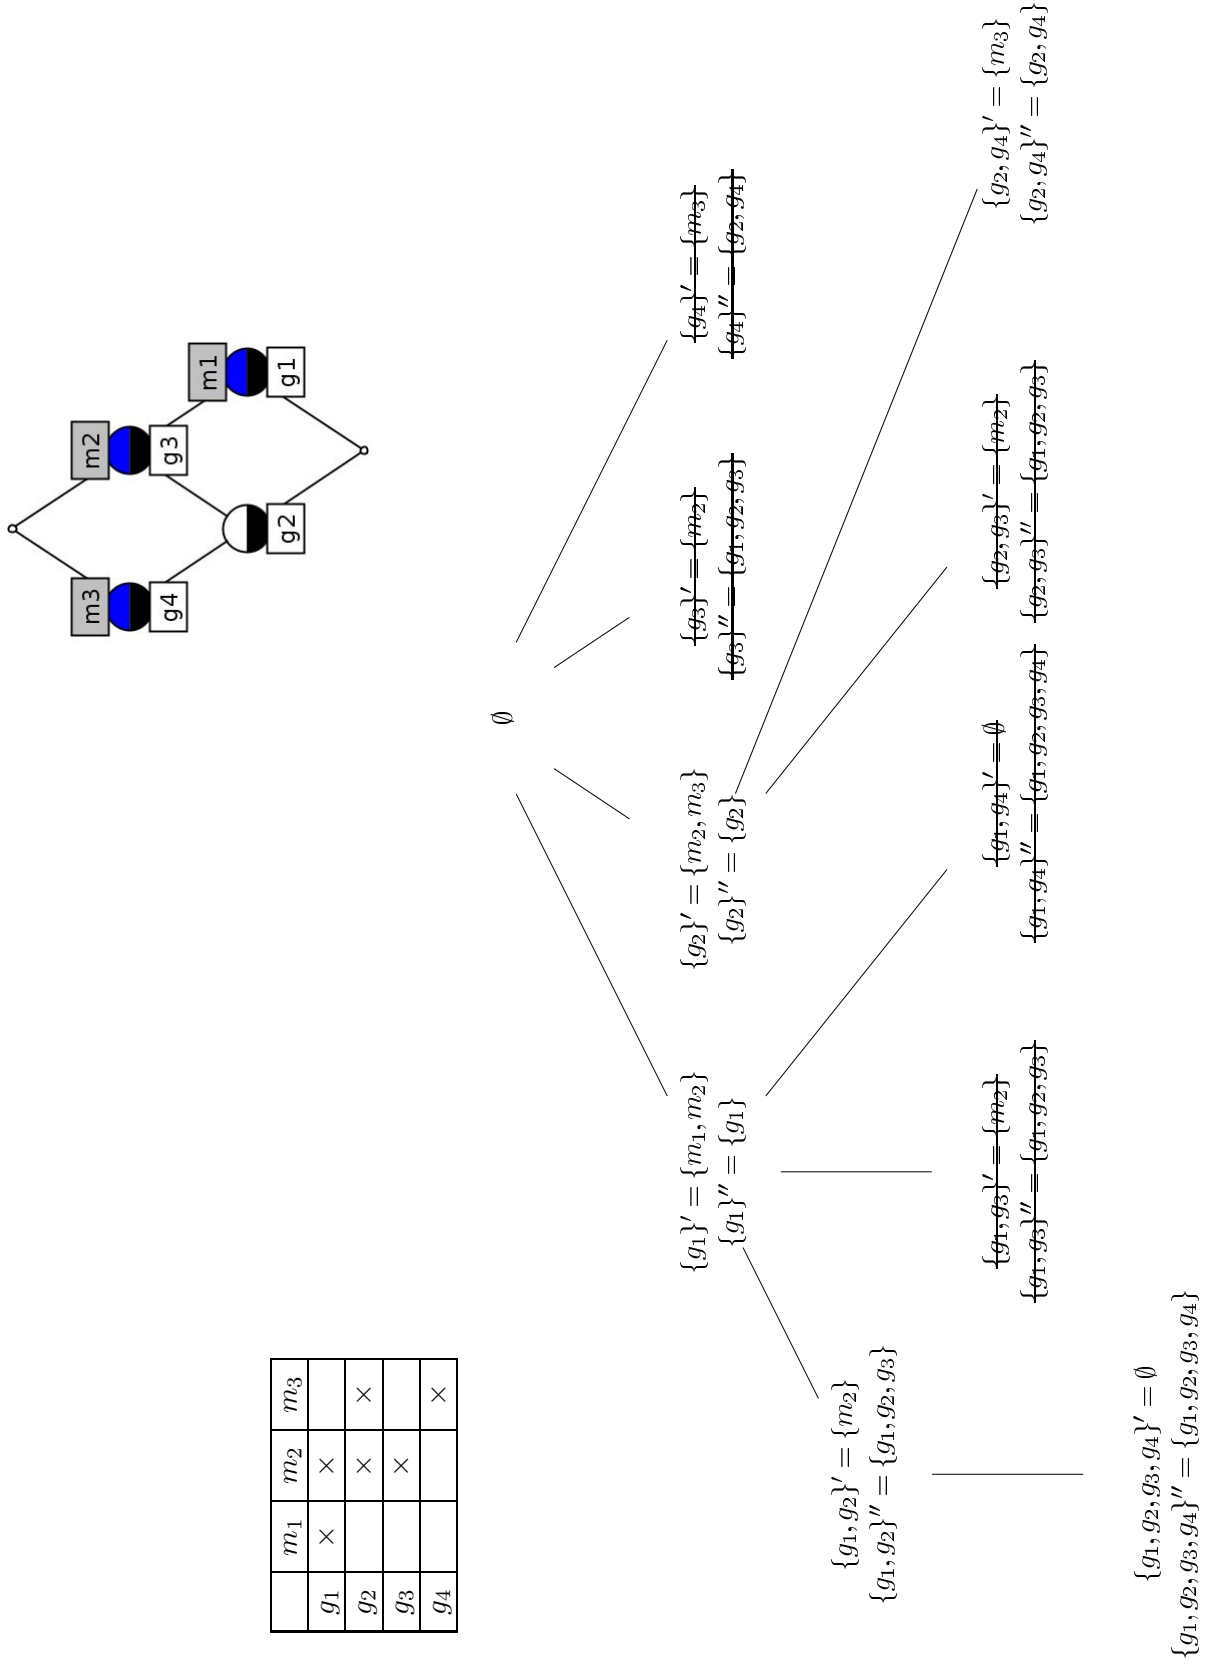 m₁ m₂ m₃
g₁ × ×
g₂ × ×
g₃ ×
g₄ ×
m3
m2
g4
g3
m1
g2
g1
∅
{g₁}′ = {m₁, m₂}
{g₁}″ = {g₁}
{g₂}′ = {m₂, m₃}
{g₂}″ = {g₂}
{g₃}′ = {m₂}
{g₃}″ = {g₁, g₂, g₃}
{g₄}′ = {m₃}
{g₄}″ = {g₂, g₄}
{g₁, g₂}′ = {m₂}
{g₁, g₂}″ = {g₁, g₂, g₃}
{g₁, g₃}′ = {m₂}
{g₁, g₃}″ = {g₁, g₂, g₃}
{g₁, g₄}′ = ∅
{g₁, g₄}″ = {g₁, g₂, g₃, g₄}
{g₂, g₃}′ = {m₂}
{g₂, g₃}″ = {g₁, g₂, g₃}
{g₂, g₄}′ = {m₃}
{g₂, g₄}″ = {g₂, g₄}
{g₁, g₂, g₃, g₄}′ = ∅
{g₁, g₂, g₃, g₄}″ = {g₁, g₂, g₃, g₄}